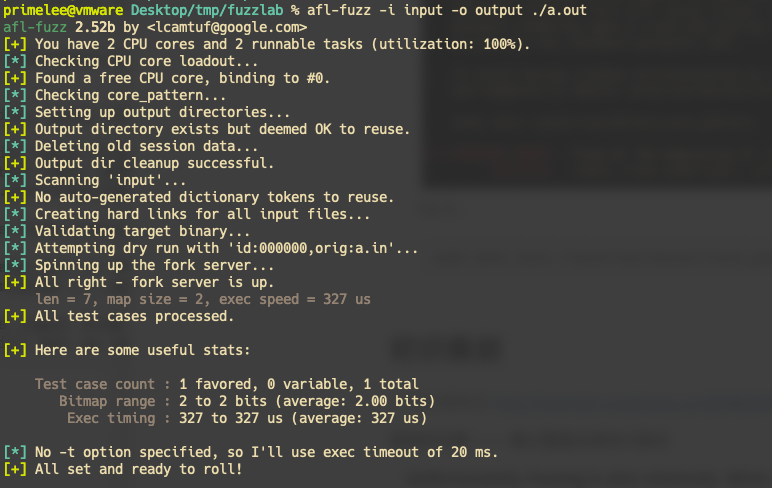 primelee@vmware Desktop/tmp/fuzzlab % afl-fuzz -i input -o output ./a.out
afl-fuzz 2.52b by <lcamtuf@google.com>
[+] You have 2 CPU cores and 2 runnable tasks (utilization: 100%).
[*] Checking CPU core loadout...
[+] Found a free CPU core, binding to #0.
[*] Checking core_pattern...
[*] Setting up output directories...
[+] Output directory exists but deemed OK to reuse.
[*] Deleting old session data...
[+] Output dir cleanup successful.
[*] Scanning 'input'...
[+] No auto-generated dictionary tokens to reuse.
[*] Creating hard links for all input files...
[*] Validating target binary...
[*] Attempting dry run with 'id:000000,orig:a.in'...
[*] Spinning up the fork server...
[+] All right - fork server is up.
    len = 7, map size = 2, exec speed = 327 us
[+] All test cases processed.
[+] Here are some useful stats:
    Test case count : 1 favored, 0 variable, 1 total
       Bitmap range : 2 to 2 bits (average: 2.00 bits)
        Exec timing : 327 to 327 us (average: 327 us)
[*] No -t option specified, so I'll use exec timeout of 20 ms.
[+] All set and ready to roll!